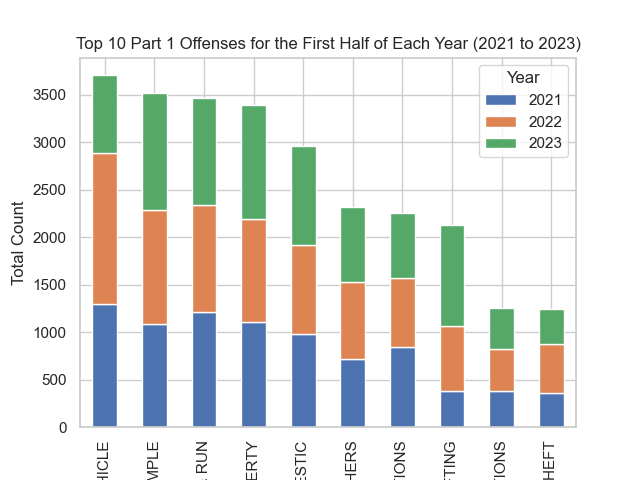 Top 10 Part 1 Offenses for the First Half of Each Year (2021 to 2023)
Year
2021
2022
2023
Total Count
3500
3000
2500
2000
1500
1000
500
0
HICLE
MPLE
RUN
ERTY
ESTIC
HERS
TIONS
TING
TIONS
HEFT